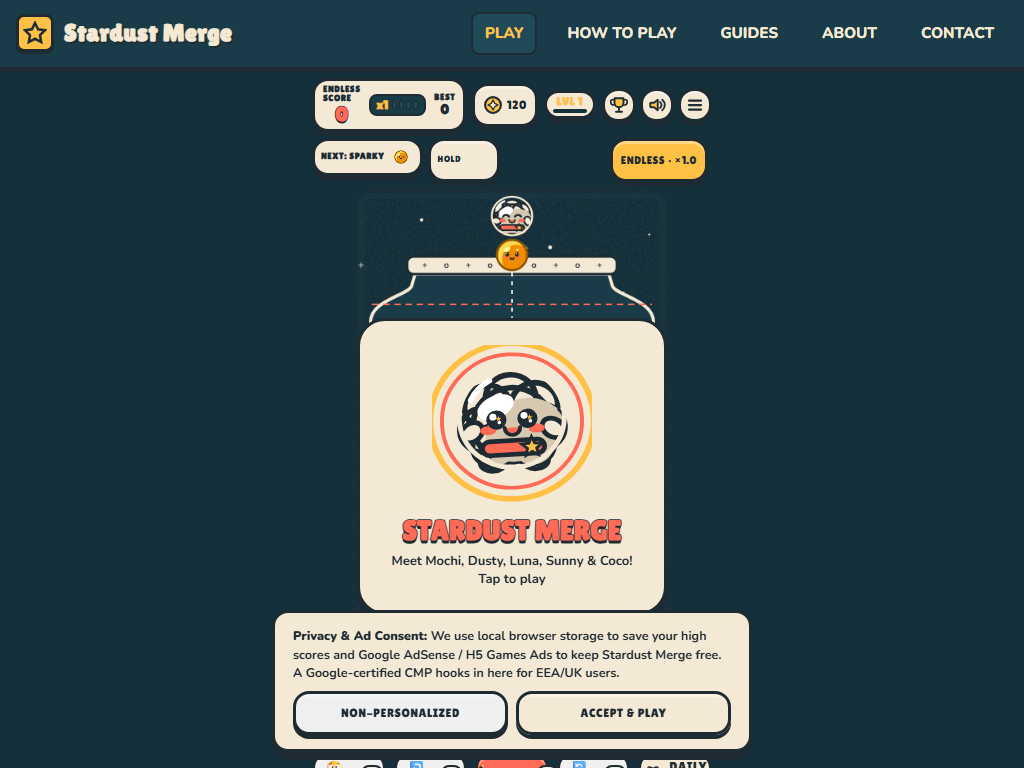 Stardust Merge
PLAY
HOW TO PLAY
GUIDES
ABOUT
CONTACT
ENDLESS
SCORE
0
x1
BEST
0
120
LVL 1
NEXT: SPARKY
HOLD
ENDLESS · ×1.0
STARDUST MERGE
Meet Mochi, Dusty, Luna, Sunny & Coco!
Tap to play
Privacy & Ad Consent: We use local browser storage to save your high
scores and Google AdSense / H5 Games Ads to keep Stardust Merge free.
A Google-certified CMP hooks in here for EEA/UK users.
NON-PERSONALIZED
ACCEPT & PLAY
DAILY